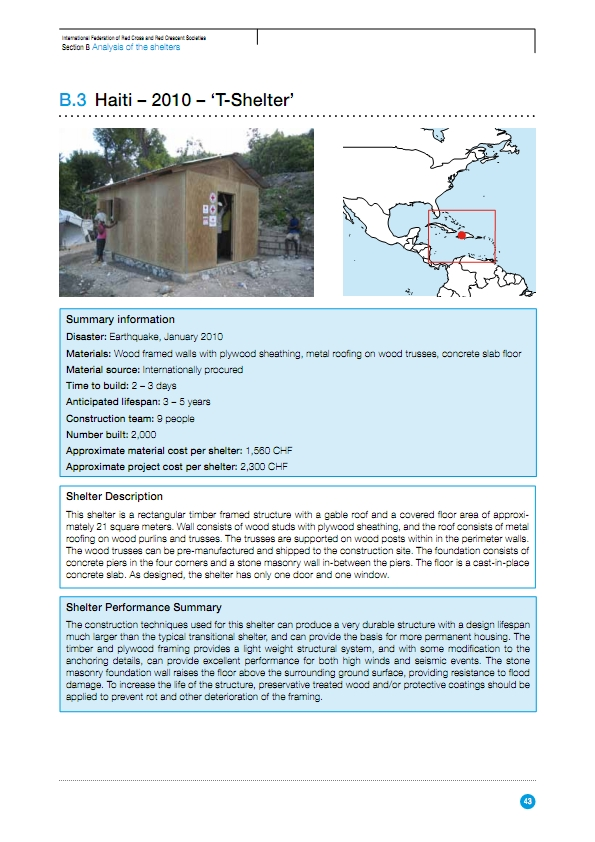 International Federation of Red Cross and Red Crescent Societies
Section B Analysis of the shelters
B.3 Haiti – 2010 – ‘T-Shelter’
Summary information
Disaster: Earthquake, January 2010
Materials: Wood framed walls with plywood sheathing, metal roofing on wood trusses, concrete slab floor
Material source: Internationally procured
Time to build: 2 – 3 days
Anticipated lifespan: 3 – 5 years
Construction team: 9 people
Number built: 2,000
Approximate material cost per shelter: 1,560 CHF
Approximate project cost per shelter: 2,300 CHF
Shelter Description
This shelter is a rectangular timber framed structure with a gable roof and a covered floor area of approxi-
mately 21 square meters. Wall consists of wood studs with plywood sheathing, and the roof consists of metal
roofing on wood purlins and trusses. The trusses are supported on wood posts within the perimeter walls.
The wood trusses can be pre-manufactured and shipped to the construction site. The foundation consists of
concrete piers in the four corners and a stone masonry wall in-between the piers. The floor is a cast-in-place
concrete slab. As designed, the shelter has only one door and one window.
Shelter Performance Summary
The construction techniques used for this shelter can produce a very durable structure with a design lifespan
much larger than the typical transitional shelter, and can provide the basis for more permanent housing. The
timber and plywood framing provides a light weight structural system, and with some modification to the
anchoring details, can provide excellent performance for both high winds and seismic events. The stone
masonry foundation wall raises the floor above the surrounding ground surface, providing resistance to flood
damage. To increase the life of the structure, preservative treated wood and/or protective coatings should be
applied to prevent rot and other deterioration of the framing.
43